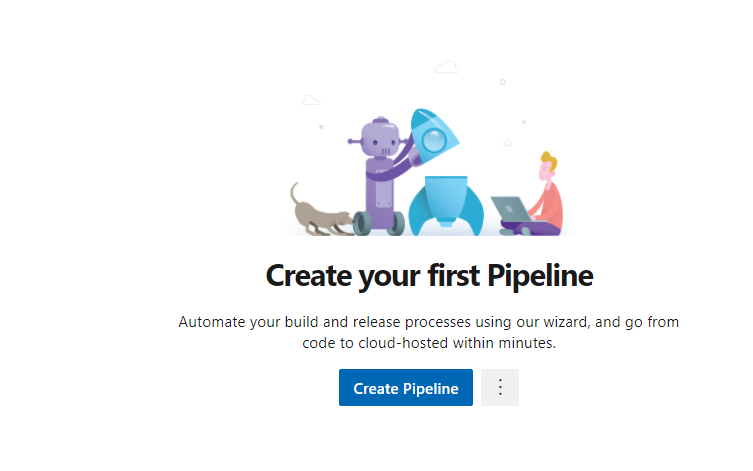 Create your first Pipeline
Automate your build and release processes using our wizard, and go from
code to cloud-hosted within minutes.
Create Pipeline